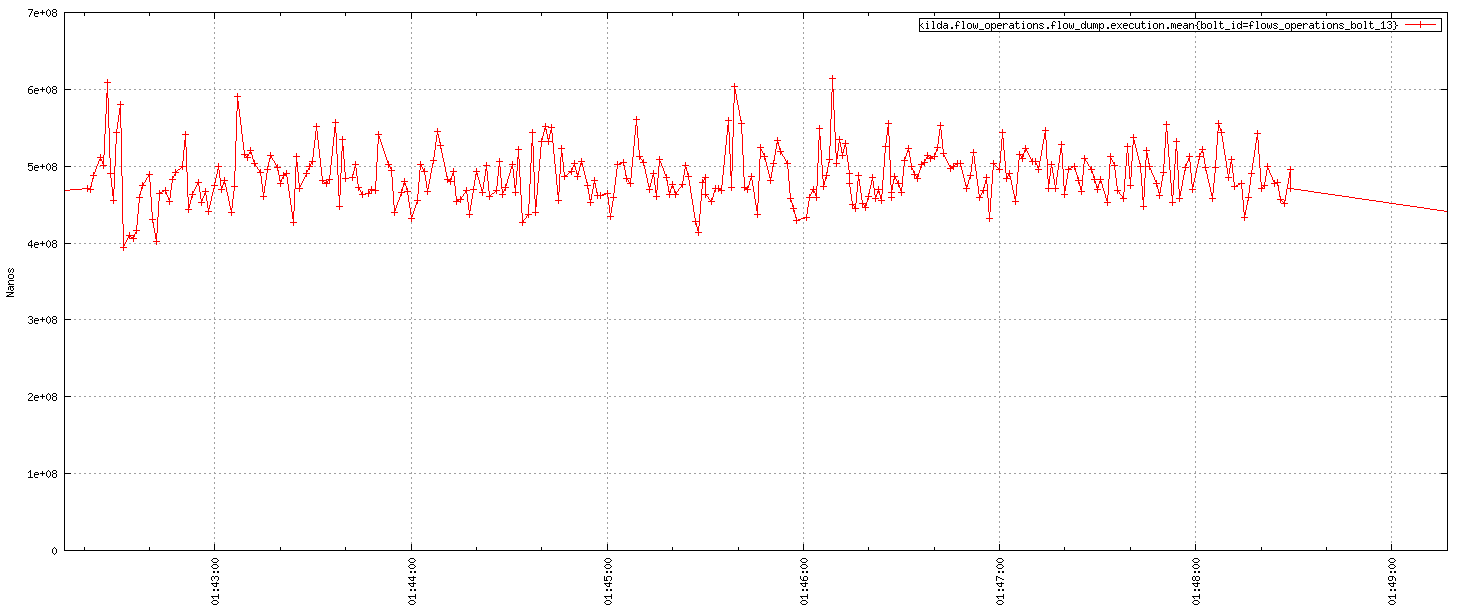 7e+08
kilda.flow_operations.flow_dump.execution.mean{bolt_id=flows_operations_bolt_13}
6e+08
5e+08
4e+08
Nanos
3e+08
2e+08
1e+08
0
01:43:00
01:44:00
01:45:00
01:46:00
01:47:00
01:48:00
01:49:00